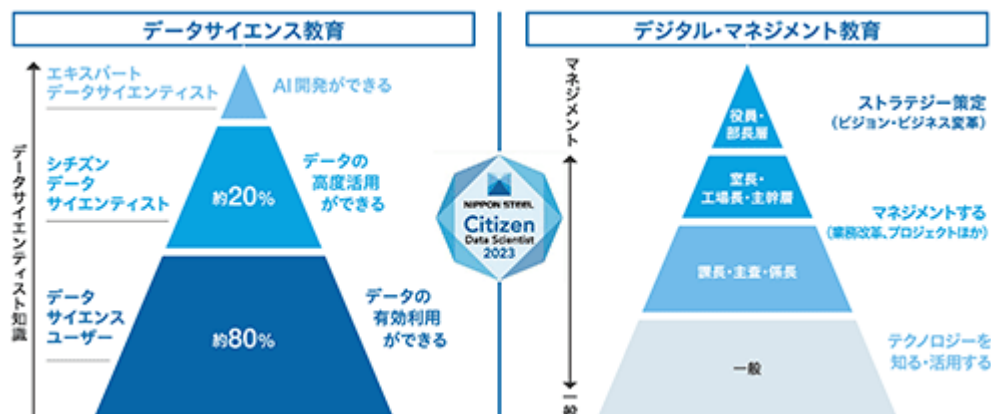 データサイエンス教育
エキスパート
データサイエンティスト
AI開発ができる
データサイエンティスト知識
シチズン
データ
サイエンティスト
約20%
データの
高度活用
ができる
データ
サイエンス
ユーザー
約80%
データの
有効利用
ができる
NIPPON STEEL
Citizen
Data Scientist
2023
デジタル・マネジメント教育
マネジメント
役員・
部長層
ストラテジー策定
(ビジョン・ビジネス変革)
室長・
工場長・主幹層
マネジメントする
(業務改革、プロジェクトほか)
課長・主査・係長
テクノロジーを
知る・活用する
一般
一般